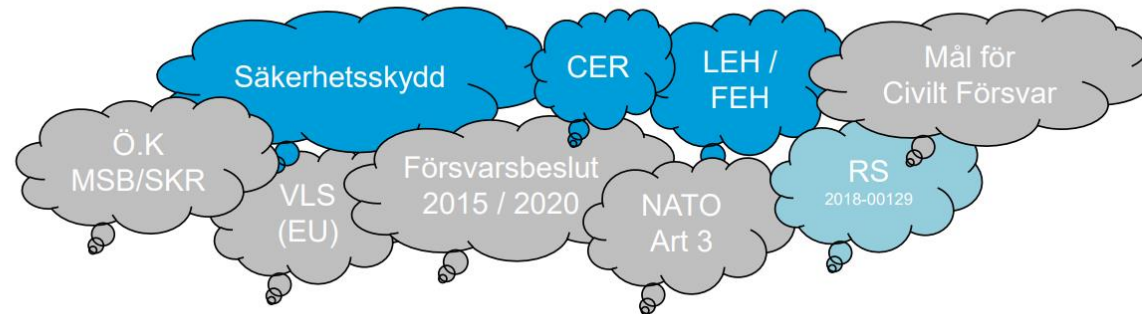 Säkerhetsskydd
CER
LEH /
FEH
Mål för
Civilt Försvar
Ö.K
MSB/SKR
VLS
(EU)
Försvarsbeslut
2015 / 2020
NATO
Art 3
RS
2018-00129